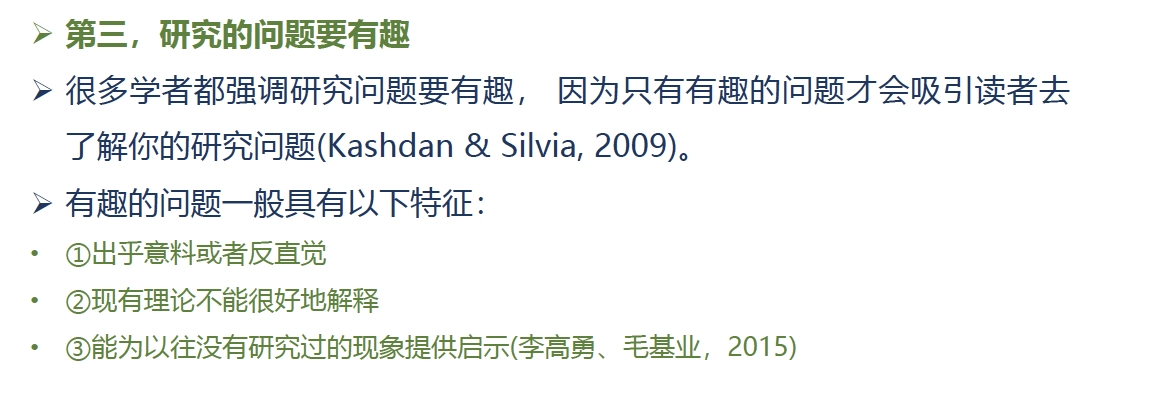 ➢ 第三，研究的问题要有趣
➢ 很多学者都强调研究问题要有趣， 因为只有有趣的问题才会吸引读者去
了解你的研究问题(Kashdan & Silvia, 2009)。
➢ 有趣的问题一般具有以下特征：
• ①出乎意料或者反直觉
• ②现有理论不能很好地解释
• ③能为以往没有研究过的现象提供启示(李高勇、毛基业，2015)